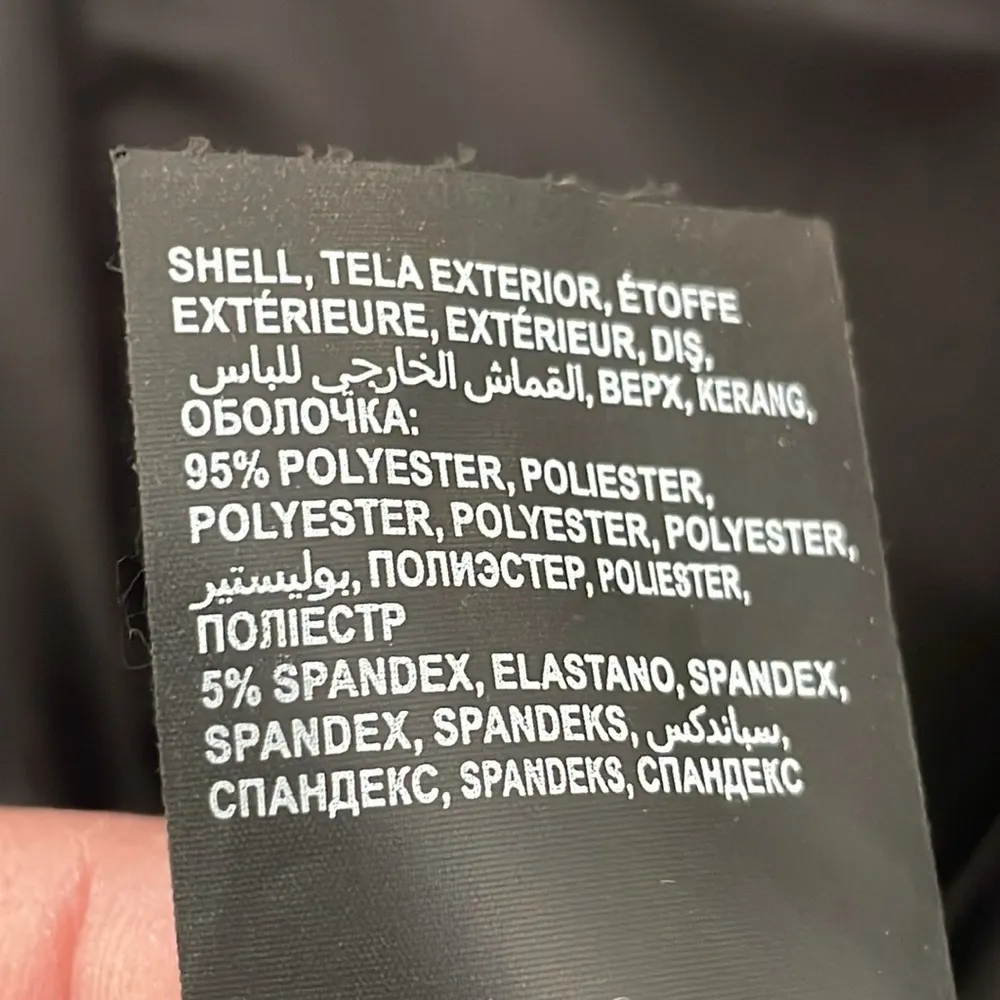 SHELL, TELA EXTERIOR, ÉTOFFE
EXTÉRIEURE, EXTÉRIEUR, DIŞ,
القماش الخارجي للباس, ВЕРХ, KERANG,
ОБОЛОЧКА:
95% POLYESTER, POLIESTER,
POLYESTER, POLYESTER, POLYESTER,
بوليستير, ПОЛИЭСТЕР, POLIESTER,
ПОЛІЕСТР
5% SPANDEX, ELASTANO, SPANDEX,
SPANDEX, SPANDEKS, سباندكس,
СПАНДЕКС, SPANDEKS, СПАНДЕКС